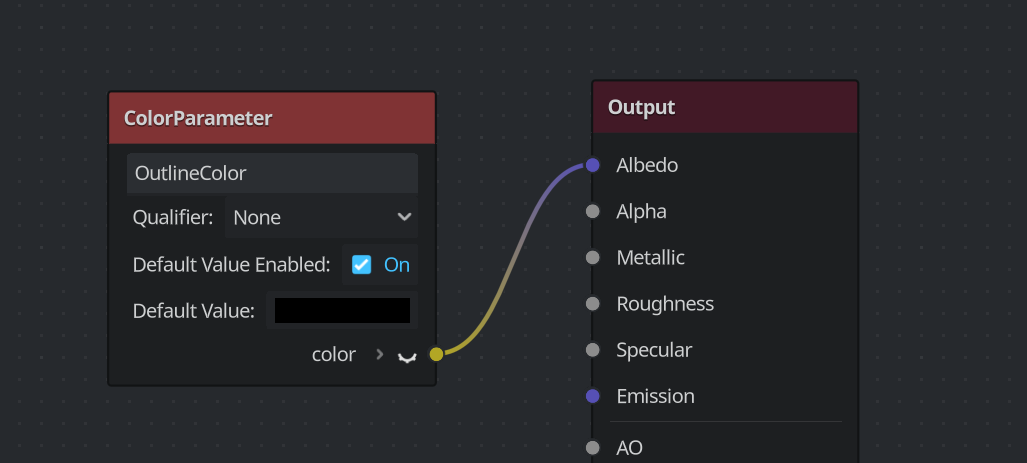 ColorParameter
OutlineColor
Qualifier: None
Default Value Enabled: On
Default Value:
color
Output
Albedo
Alpha
Metallic
Roughness
Specular
Emission
AO